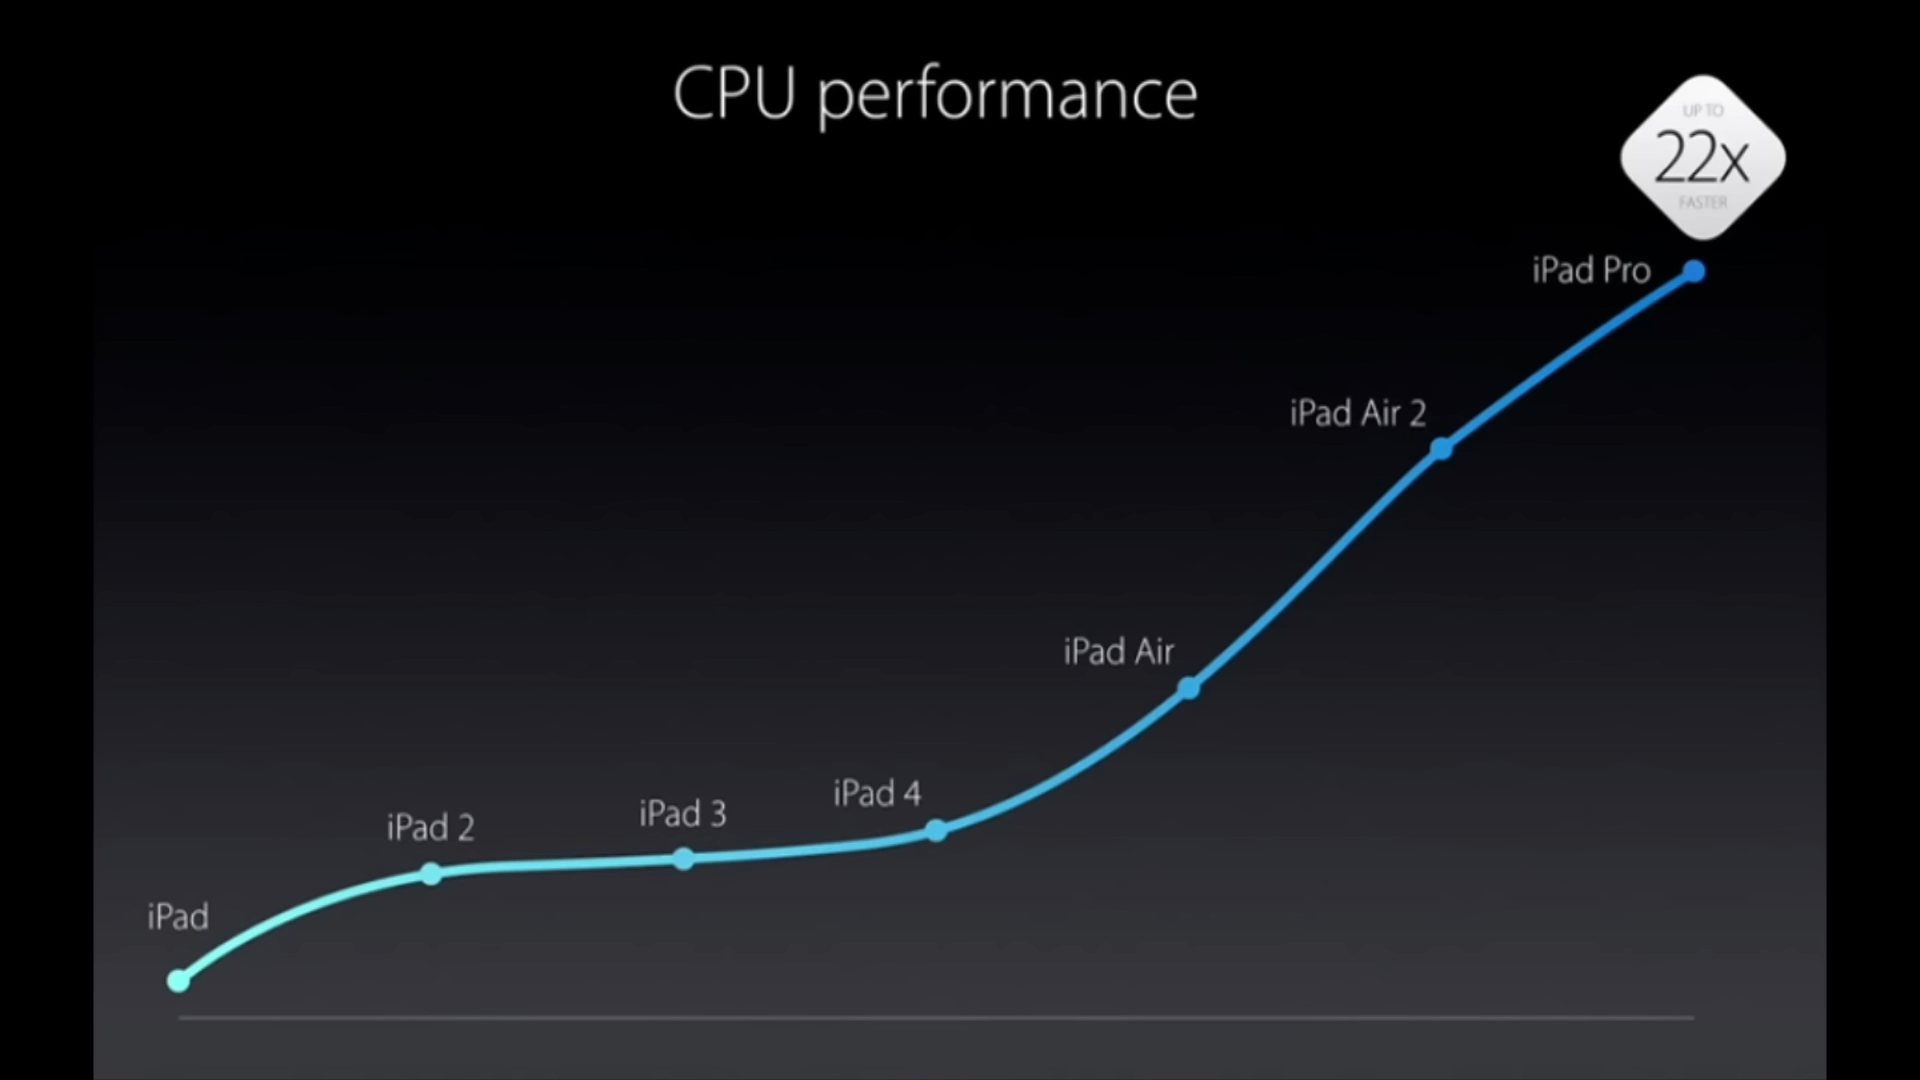 CPU performance
UP TO
22x
FASTER
iPad Pro
iPad Air 2
iPad Air
iPad 4
iPad 3
iPad 2
iPad